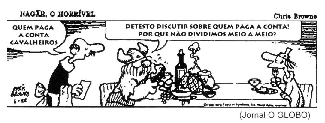 HAGAR, O HORRÍVEL
Chris Browne
QUEM PAGA
A CONTA
CAVALHEIROS
DETESTO DISCUTIR SOBRE QUEM PAGA A CONTA!
POR QUE NÃO DIVIDIMOS MEIO A MEIO?
(Jornal O GLOBO)